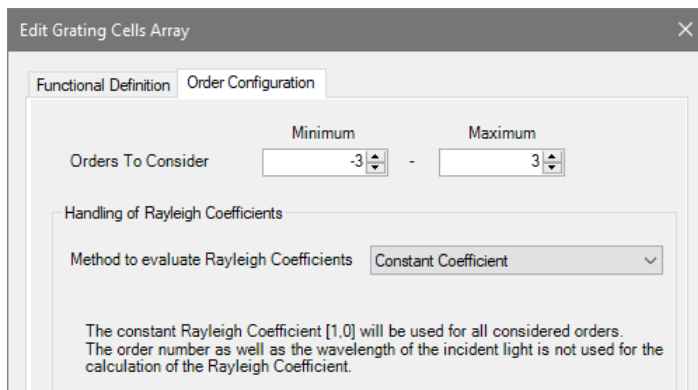 Edit Grating Cells Array
Functional Definition Order Configuration
Minimum Maximum
Orders To Consider -3 - 3
Handling of Rayleigh Coefficients
Method to evaluate Rayleigh Coefficients Constant Coefficient
The constant Rayleigh Coefficient [1,0] will be used for all considered orders.
The order number as well as the wavelength of the incident light is not used for the
calculation of the Rayleigh Coefficient.